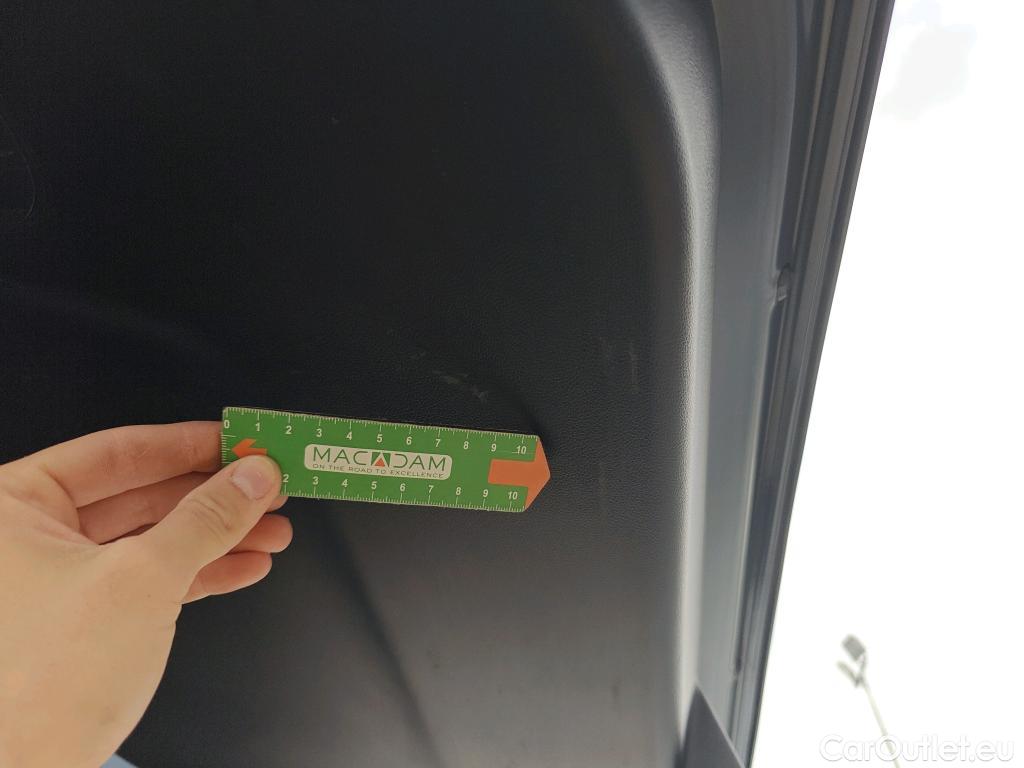 0 1 2 3 4 5 6 7 8 9 10
MACADAM
ON THE ROAD TO EXCELLENCE
2 3 4 5 6 7 8 9 10
CarOutlet.eu